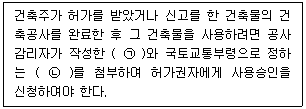 건축주가 허가를 받았거나 신고를 한 건축물의 건
축공사를 완료한 후 그 건축물을 사용하려면 공사
감리자가 작성한 ( ㉠ )와 국토교통부령으로 정하
는 ( ㉡ )를 첨부하여 허가권자에게 사용승인을
신청하여야 한다.